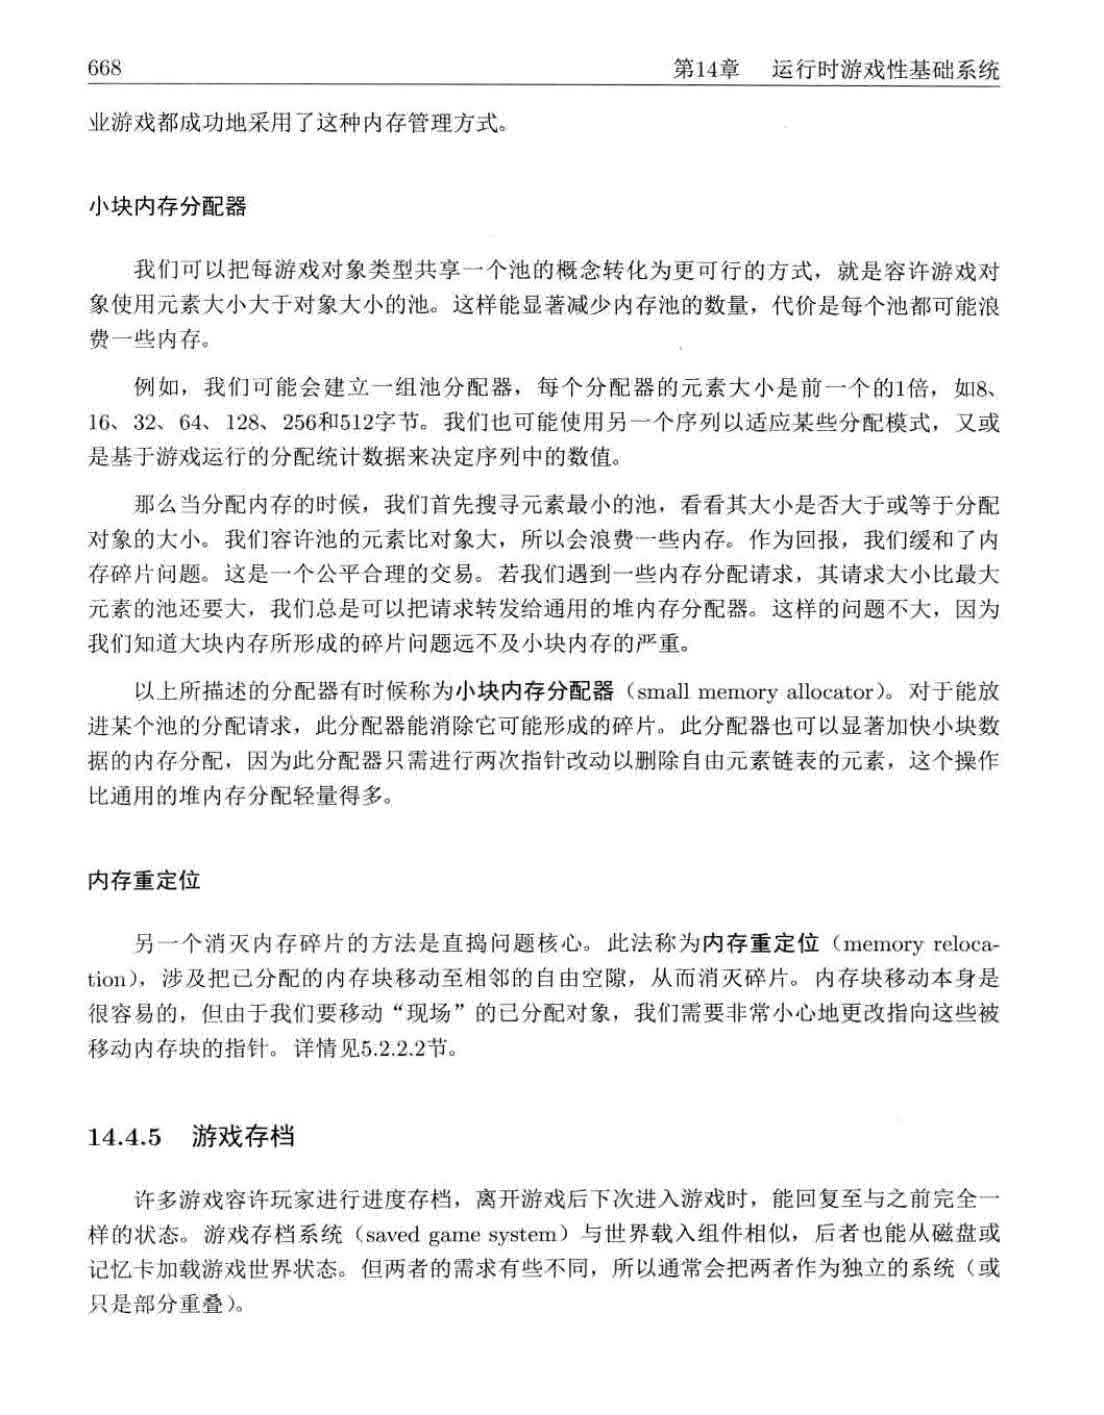 668
第14章 运行时游戏性基础系统
业游戏都成功地采用了这种内存管理方式。
小块内存分配器
我们可以把每游戏对象类型共享一个池的概念转化为更可行的方式，就是容许游戏对
象使用元素大小大于对象大小的池。这样能显著减少内存池的数量，代价是每个池都可能浪
费一些内存。
例如，我们可能会建立一组池分配器，每个分配器的元素大小是前一个的1倍，如8、
16、32、64、128、256和512字节。我们也可能使用另一个序列以适应某些分配模式，又或
是基于游戏运行的分配统计数据来决定序列中的数值。
那么当分配内存的时候，我们首先搜寻元素最小的池，看看其大小是否大于或等于分配
对象的大小。我们容许池的元素比对象大，所以会浪费一些内存。作为回报，我们缓和了内
存碎片问题。这是一个公平合理的交易。若我们遇到一些内存分配请求，其请求大小比最大
元素的池还要大，我们总是可以把请求转发给通用的堆内存分配器。这样的问题不大，因为
我们知道大块内存所形成的碎片问题远不及小块内存的严重。
以上所描述的分配器有时候称为小块内存分配器（small memory allocator）。对于能放
进某个池的分配请求，此分配器能消除它可能形成的碎片。此分配器也可以显著加快小块数
据的内存分配，因为此分配器只需进行两次指针改动以删除自由元素链表的元素，这个操作
比通用的堆内存分配轻量得多。
内存重定位
另一个消灭内存碎片的方法是直捣问题核心。此法称为内存重定位（memory reloca-
tion），涉及把已分配的内存块移动至相邻的自由空隙，从而消灭碎片。内存块移动本身是
很容易的，但由于我们要移动“现场”的已分配对象，我们需要非常小心地更改指向这些被
移动内存块的指针。详情见5.2.2.2节。
14.4.5 游戏存档
许多游戏容许玩家进行进度存档，离开游戏后下次进入游戏时，能回复至与之前完全一
样的状态。游戏存档系统（saved game system）与世界载入组件相似，后者也能从磁盘或
记忆卡加载游戏世界状态。但两者的需求有些不同，所以通常会把两者作为独立的系统（或
只是部分重叠）。